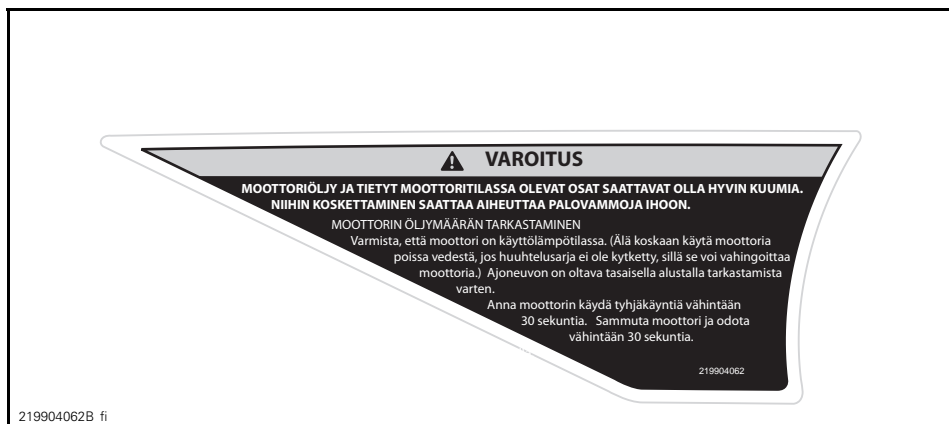 VAROITUS
MOOTTORIÖLJY JA TIETYT MOOTTORITILASSA OLEVAT OSAT SAATTAVAT OLLA HYVIN KUUMIA.
NIIHIN KOSKETTAMINEN SAATTAA AIHEUTTAA PALOVAMMOJA IHOON.
MOOTTORIN ÖLJYMÄÄRÄN TARKASTAMINEN
Varmista, että moottori on käyttölämpötilassa. (Älä koskaan käytä moottoria
poissa vedestä, jos huuhtelusarja ei ole kytketty, sillä se voi vahingoittaa
moottoria.) Ajoneuvon on oltava tasaisella alustalla tarkastamista
varten.
Anna moottorin käydä tyhjäkäyntiä vähintään
30 sekuntia. Sammuta moottori ja odota
vähintään 30 sekuntia.
219904062
219904062B fi